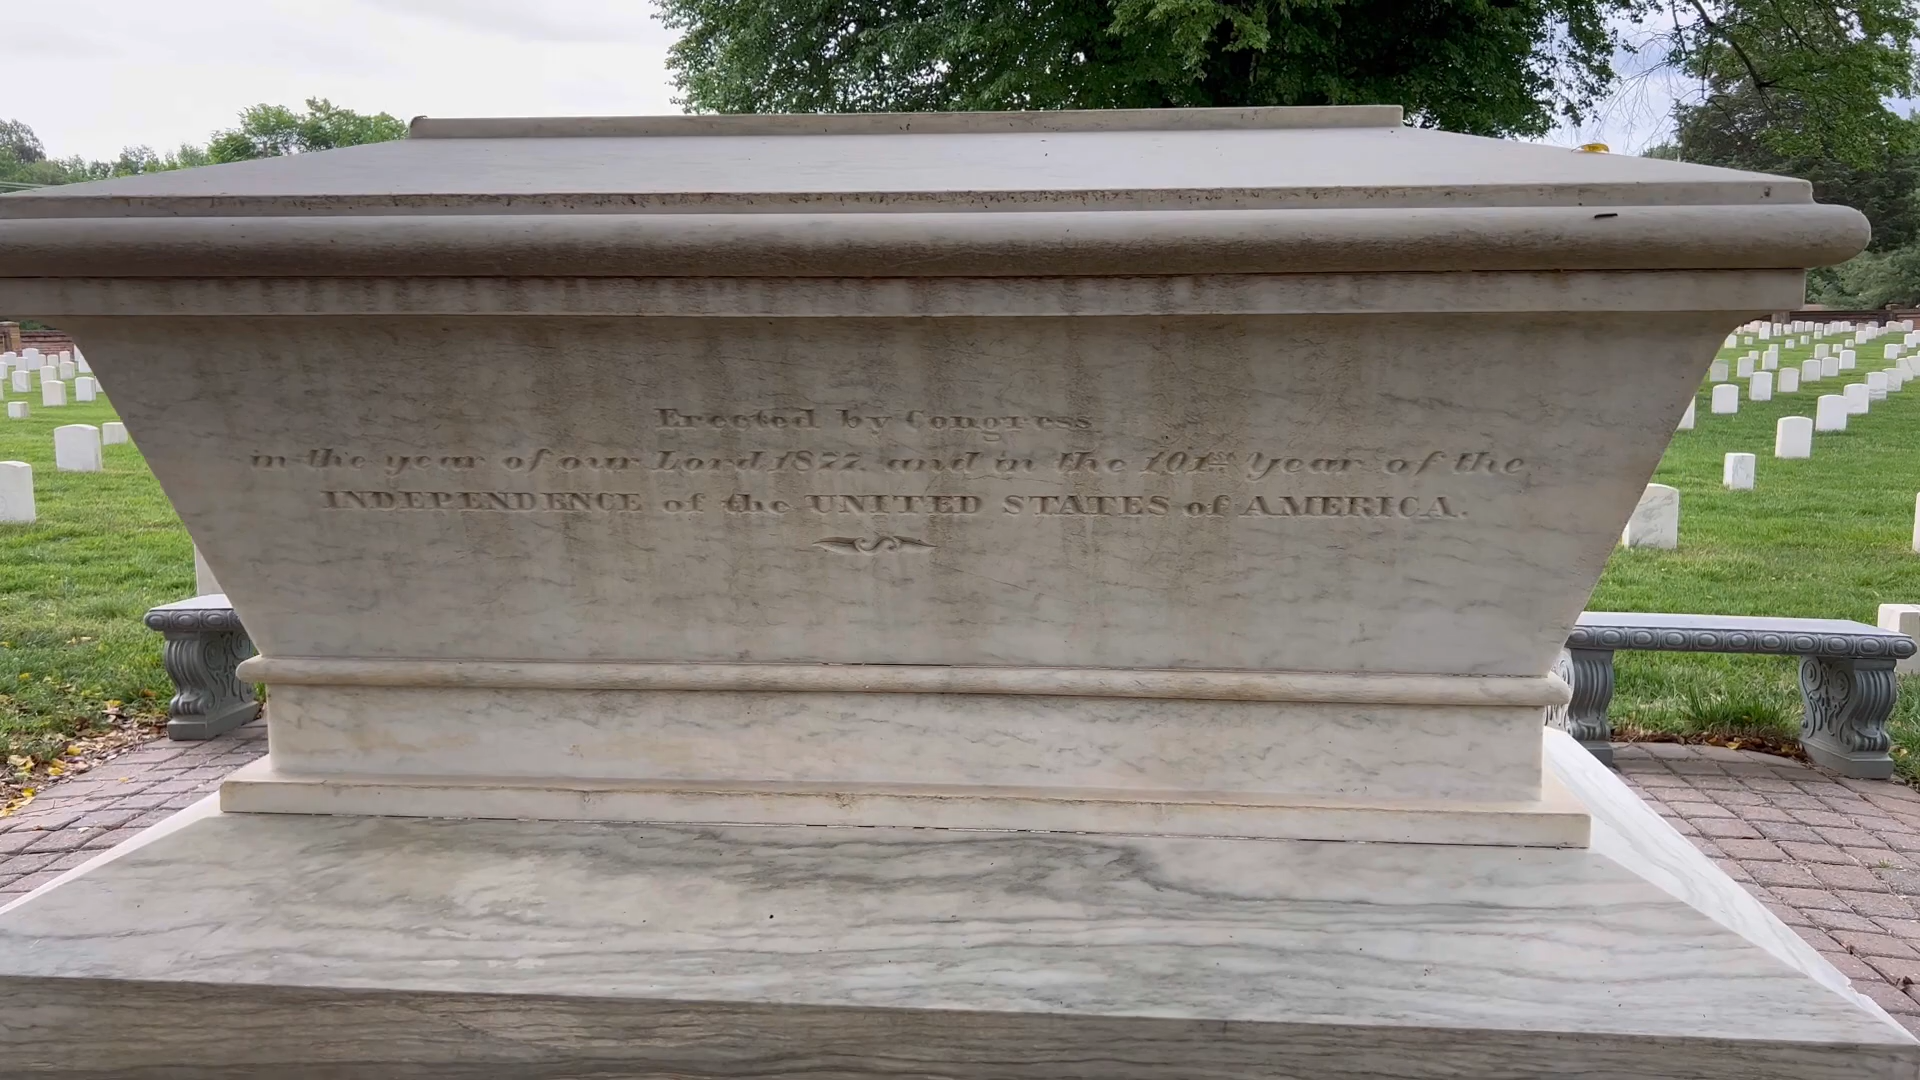 Erected by Congress
in the year of our Lord 1877. and in the 101st Year of the
INDEPENDENCE of the UNITED STATES of AMERICA.